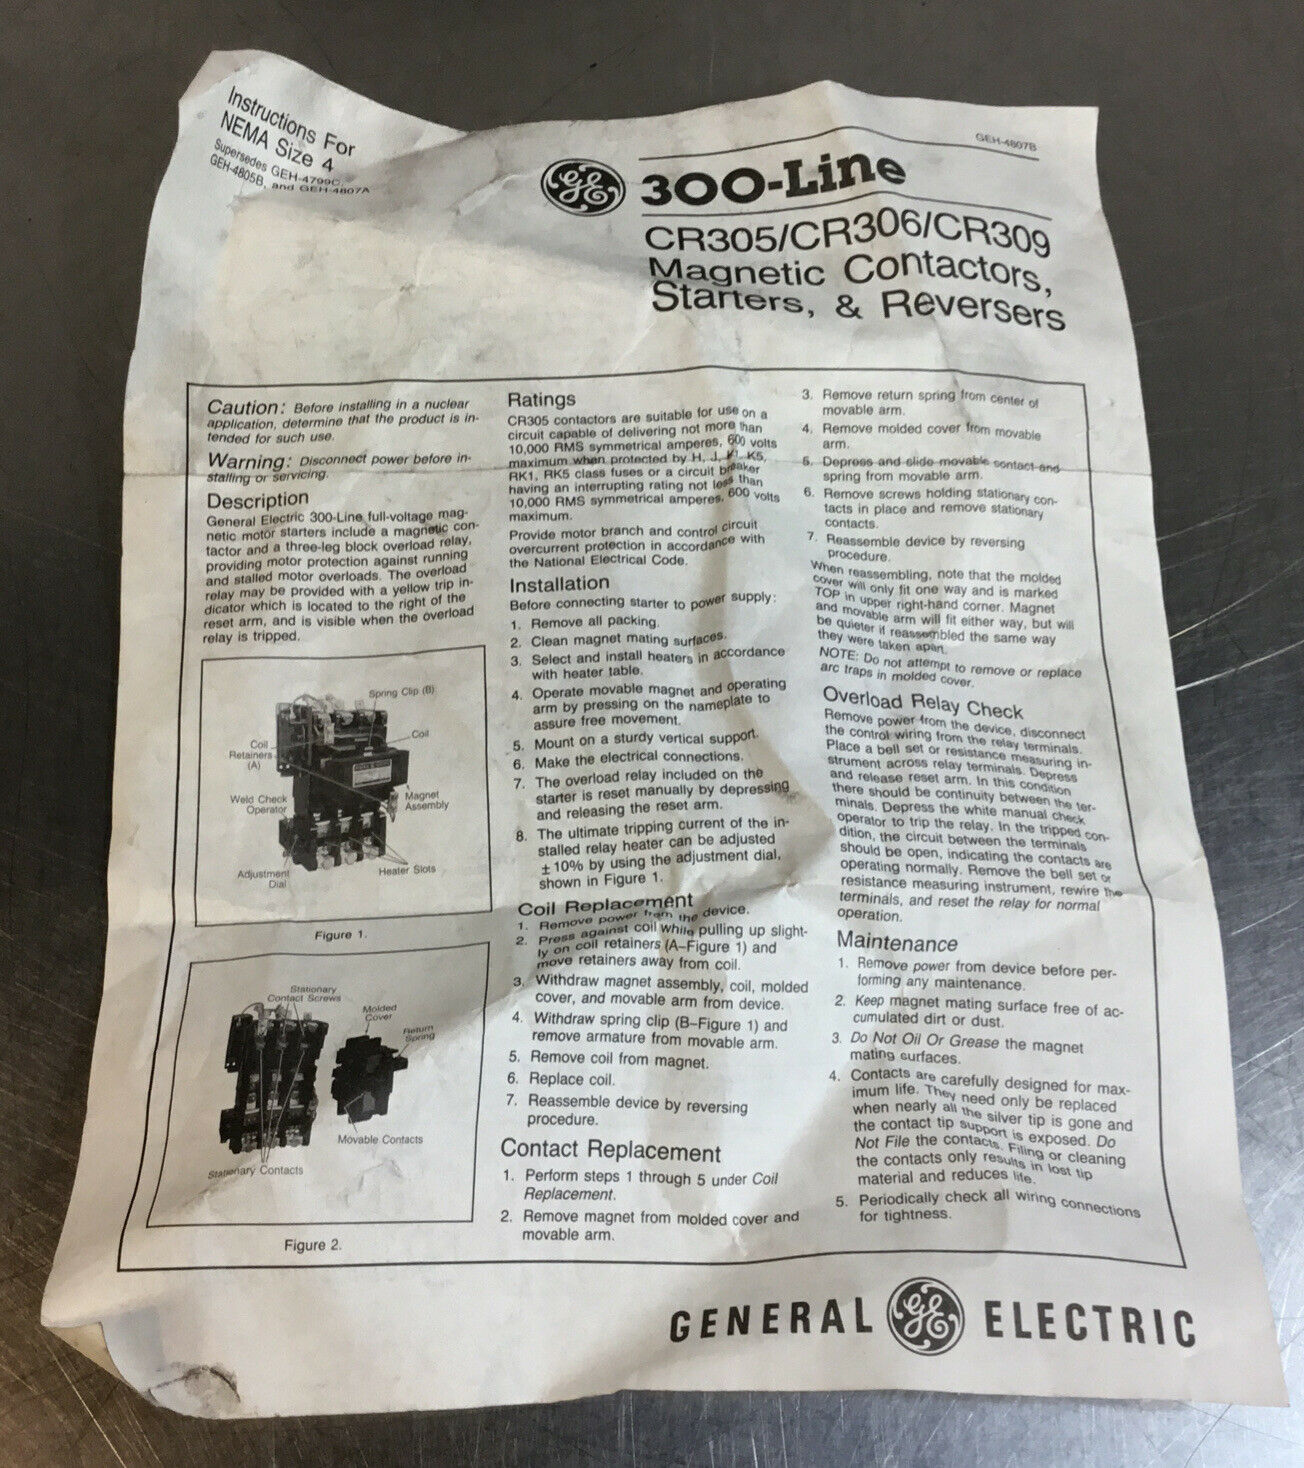 Instructions For
NEMA Size 4
Supersedes GEH-4799C,
GEH-4805B, and GEH-4807A
GEH-4807B
GE 300-Line
CR305/CR306/CR309
Magnetic Contactors,
Starters, & Reversers
Caution: Before installing in a nuclear
application, determine that the product is in-
tended for such use.
Warning: Disconnect power before in-
stalling or servicing.
Description
General Electric 300-Line full-voltage mag-
netic motor starters include a magnetic con-
tactor and a three-leg block overload relay,
providing motor protection against running
and stalled motor overloads. The overload
relay may be provided with a yellow trip in-
dicator which is located to the right of the
reset arm, and is visible when the overload
relay is tripped.
Spring Clip (B)
Coil
Coil
Retainers
(A)
Weld Check
Operator
Magnet
Assembly
Adjustment
Dial
Heater Slots
Figure 1.
Stationary
Contact Screws
Molded
Cover
Return
Spring
Movable Contacts
Stationary Contacts
Figure 2.
Ratings
CR305 contactors are suitable for use on a
circuit capable of delivering not more than
10,000 RMS symmetrical amperes, 600 volts
maximum when protected by H, J, K1, K5,
RK1, RK5 class fuses or a circuit breaker
having an interrupting rating not less than
10,000 RMS symmetrical amperes, 600 volts
maximum.
Provide motor branch and control circuit
overcurrent protection in accordance with
the National Electrical Code.
Installation
Before connecting starter to power supply:
1. Remove all packing.
2. Clean magnet mating surfaces.
3. Select and install heaters in accordance
with heater table.
4. Operate movable magnet and operating
arm by pressing on the nameplate to
assure free movement.
5. Mount on a sturdy vertical support.
6. Make the electrical connections.
7. The overload relay included on the
starter is reset manually by depressing
and releasing the reset arm.
8. The ultimate tripping current of the in-
stalled relay heater can be adjusted
± 10% by using the adjustment dial,
shown in Figure 1.
Coil Replacement
1. Remove power from the device.
2. Press against coil while pulling up slight-
ly on coil retainers (A–Figure 1) and
move retainers away from coil.
3. Withdraw magnet assembly, coil, molded
cover, and movable arm from device.
4. Withdraw spring clip (B–Figure 1) and
remove armature from movable arm.
5. Remove coil from magnet.
6. Replace coil.
7. Reassemble device by reversing
procedure.
Contact Replacement
1. Perform steps 1 through 5 under Coil
Replacement.
2. Remove magnet from molded cover and
movable arm.
3. Remove return spring from center of
movable arm.
4. Remove molded cover from movable
arm.
5. Depress and slide movable contact and
spring from movable arm.
6. Remove screws holding stationary con-
tacts in place and remove stationary
contacts.
7. Reassemble device by reversing
procedure.
When reassembling, note that the molded
cover will only fit one way and is marked
TOP in upper right-hand corner. Magnet
and movable arm will fit either way, but will
be quieter if reassembled the same way
they were taken apart.
NOTE: Do not attempt to remove or replace
arc traps in molded cover.
Overload Relay Check
Remove power from the device, disconnect
the control wiring from the relay terminals.
Place a bell set or resistance measuring in-
strument across relay terminals. Depress
and release reset arm. In this condition
there should be continuity between the ter-
minals. Depress the white manual check
operator to trip the relay. In the tripped con-
dition, the circuit between the terminals
should be open, indicating the contacts are
operating normally. Remove the bell set or
resistance measuring instrument, rewire the
terminals, and reset the relay for normal
operation.
Maintenance
1. Remove power from device before per-
forming any maintenance.
2. Keep magnet mating surface free of ac-
cumulated dirt or dust.
3. Do Not Oil Or Grease the magnet
mating surfaces.
4. Contacts are carefully designed for max-
imum life. They need only be replaced
when nearly all the silver tip is gone and
the contact tip support is exposed. Do
Not File the contacts. Filing or cleaning
the contacts only results in lost tip
material and reduces life.
5. Periodically check all wiring connections
for tightness.
GENERAL GE ELECTRIC